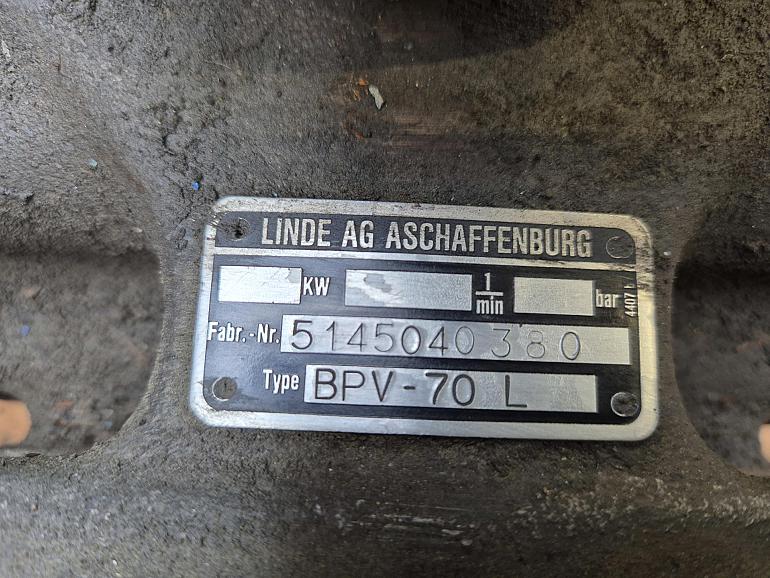 LINDE AG ASCHAFFENBURG
KW 1/min bar
Fabr.-Nr. 5145040380
Type BPV-70 L
4407 b